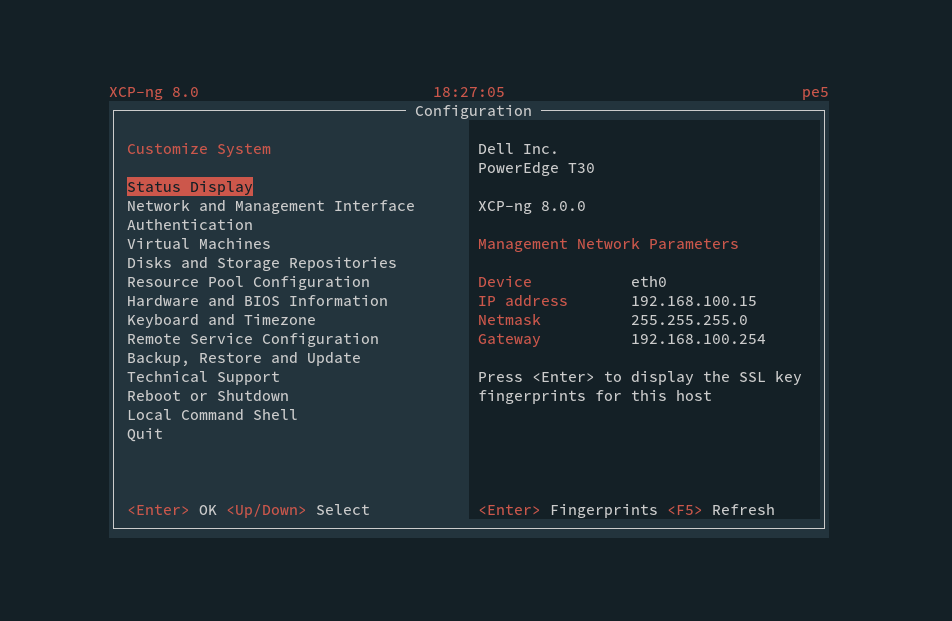 XCP-ng 8.0 18:27:05 pe5
Configuration
Customize System
Status Display
Network and Management Interface
Authentication
Virtual Machines
Disks and Storage Repositories
Resource Pool Configuration
Hardware and BIOS Information
Keyboard and Timezone
Remote Service Configuration
Backup, Restore and Update
Technical Support
Reboot or Shutdown
Local Command Shell
Quit
<Enter> OK <Up/Down> Select
Dell Inc.
PowerEdge T30
XCP-ng 8.0.0
Management Network Parameters
Device eth0
IP address 192.168.100.15
Netmask 255.255.255.0
Gateway 192.168.100.254
Press <Enter> to display the SSL key
fingerprints for this host
<Enter> Fingerprints <F5> Refresh